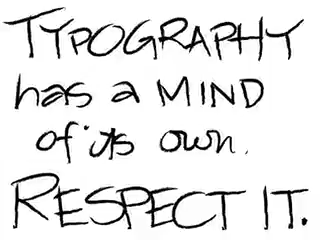 TYPOGRAPHY
has a MIND
of its own.
RESPECT IT.